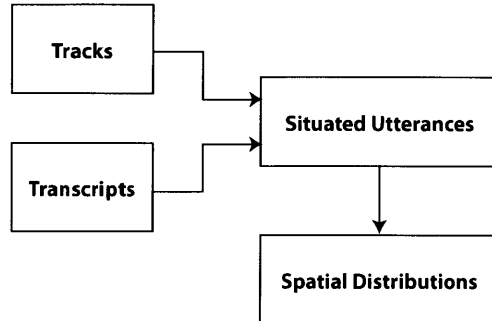 Tracks
Situated Utterances
Transcripts
Spatial Distributions